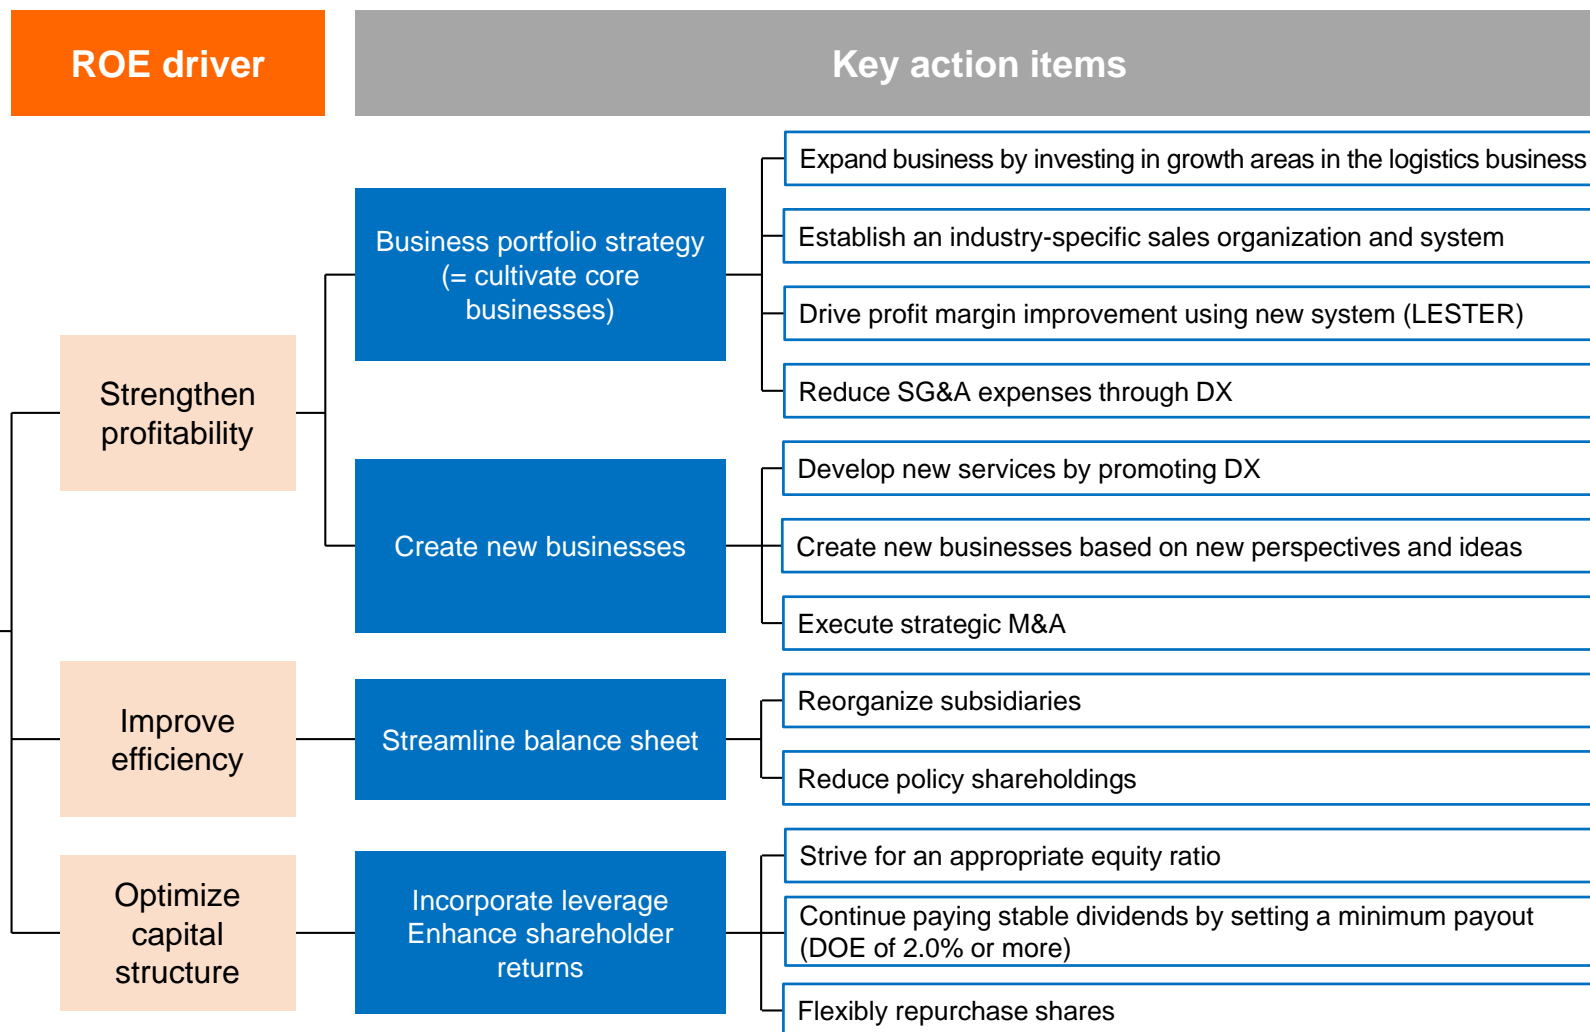 ROE driver
Key action items
Strengthen
profitability
Business portfolio strategy
(= cultivate core
businesses)
Expand business by investing in growth areas in the logistics business
Establish an industry-specific sales organization and system
Drive profit margin improvement using new system (LESTER)
Reduce SG&A expenses through DX
Create new businesses
Develop new services by promoting DX
Create new businesses based on new perspectives and ideas
Execute strategic M&A
Improve
efficiency
Streamline balance sheet
Reorganize subsidiaries
Reduce policy shareholdings
Optimize
capital
structure
Incorporate leverage
Enhance shareholder
returns
Strive for an appropriate equity ratio
Continue paying stable dividends by setting a minimum payout
(DOE of 2.0% or more)
Flexibly repurchase shares